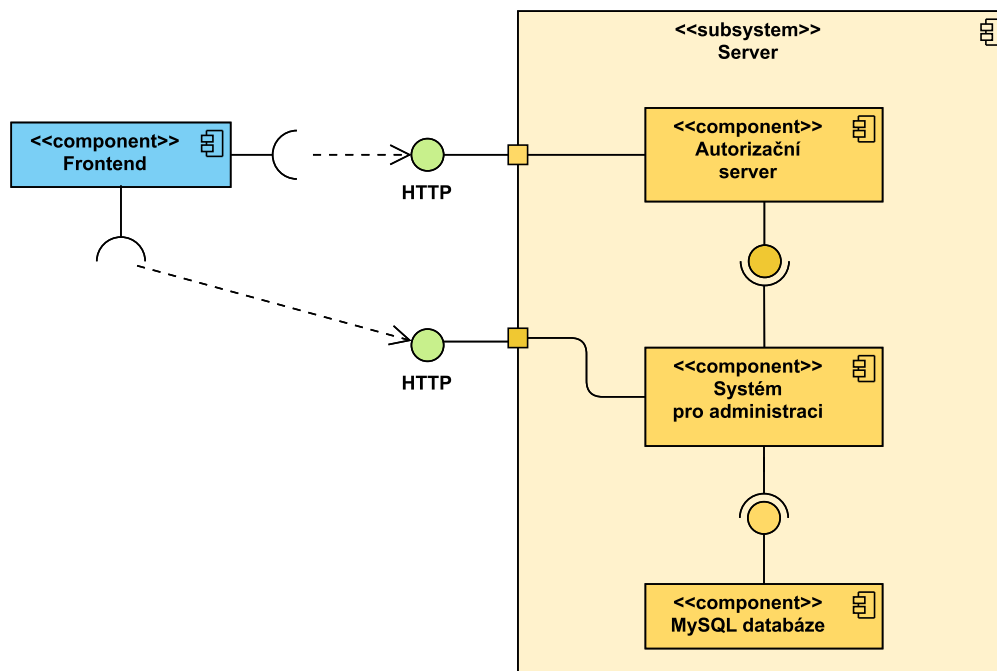 <<subsystem>>
Server
<<component>>
Frontend
HTTP
<<component>>
Autorizační
server
HTTP
<<component>>
Systém
pro administraci
<<component>>
MySQL databáze